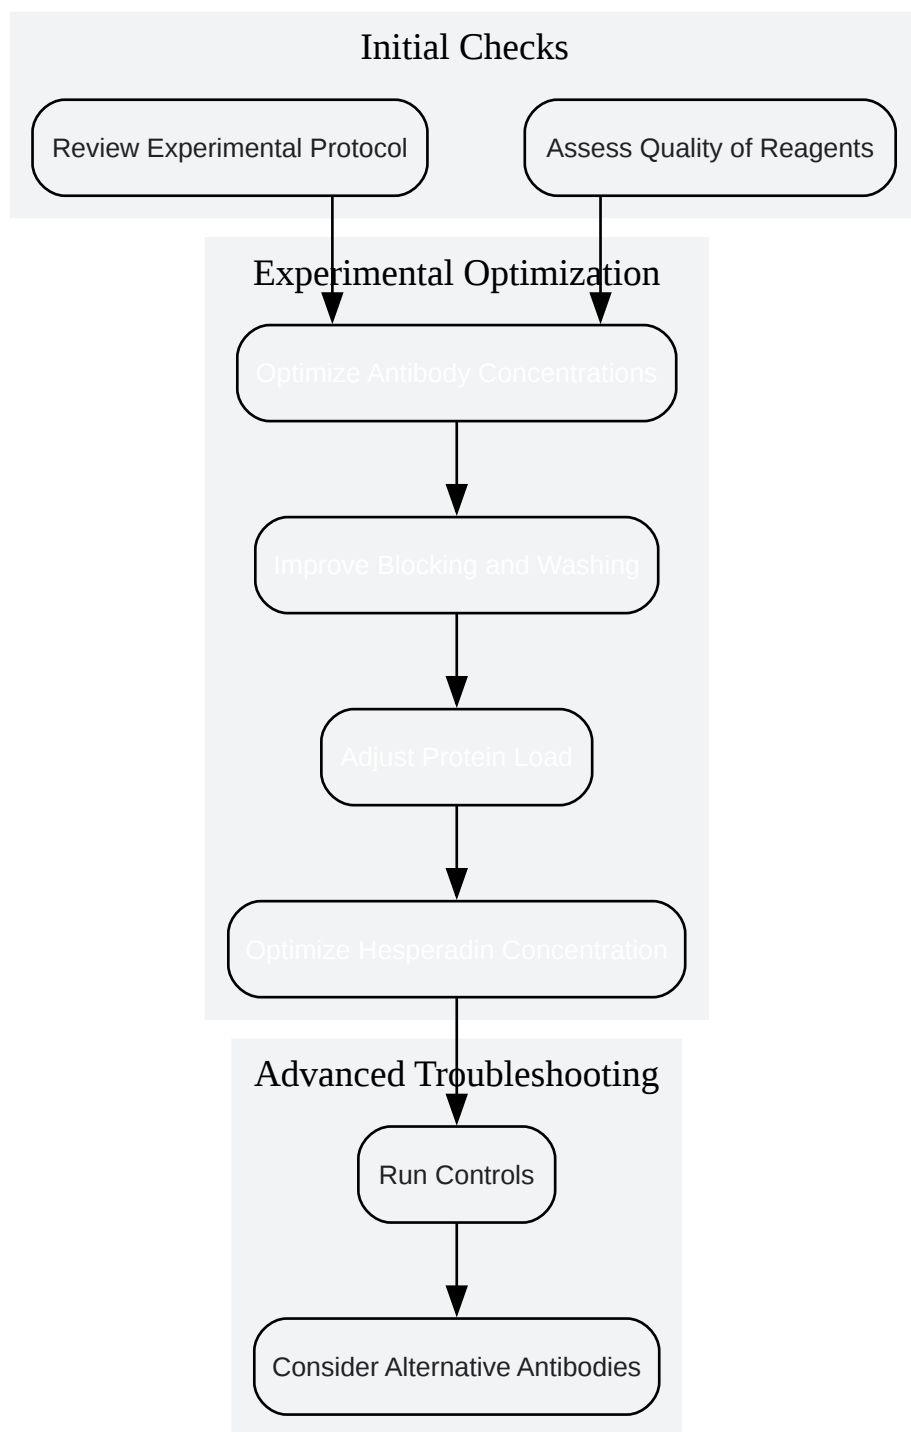 Initial Checks
Review Experimental Protocol
Assess Quality of Reagents
Experimental Optimization
Optimize Antibody Concentrations
Improve Blocking and Washing
Adjust Protein Load
Optimize Hesperadin Concentration
Advanced Troubleshooting
Run Controls
Consider Alternative Antibodies